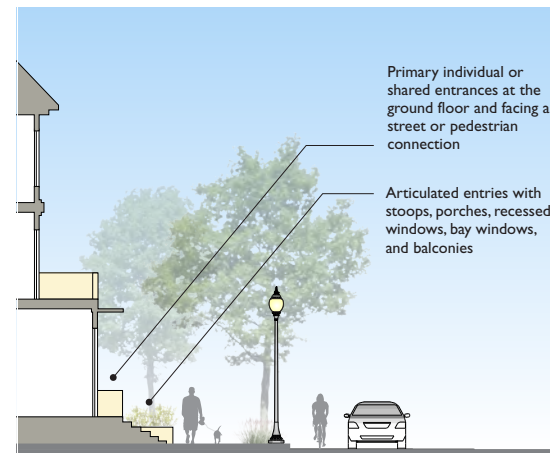 Primary individual or
shared entrances at the
ground floor and facing a
street or pedestrian
connection
Articulated entries with
stoops, porches, recessed
windows, bay windows,
and balconies